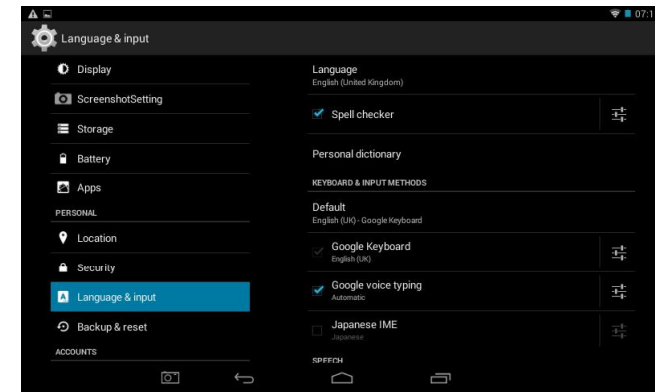 07:1
Language & input
Display
ScreenshotSetting
Storage
Battery
Apps
PERSONAL
Location
Security
Language & input
Backup & reset
ACCOUNTS
Language
English (United Kingdom)
Spell checker
Personal dictionary
KEYBOARD & INPUT METHODS
Default
English (UK) - Google Keyboard
Google Keyboard
English (UK)
Google voice typing
Automatic
Japanese IME
Japanese
SPEECH